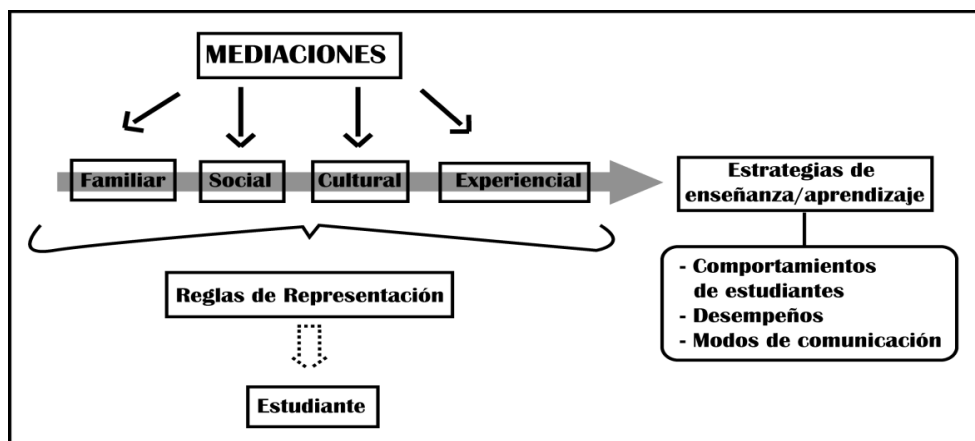 MEDIACIONES
Familiar
Social
Cultural
Experiencial
Estrategias de
enseñanza/aprendizaje
- Comportamientos
de estudiantes
- Desempeños
- Modos de comunicación
Reglas de Representación
Estudiante